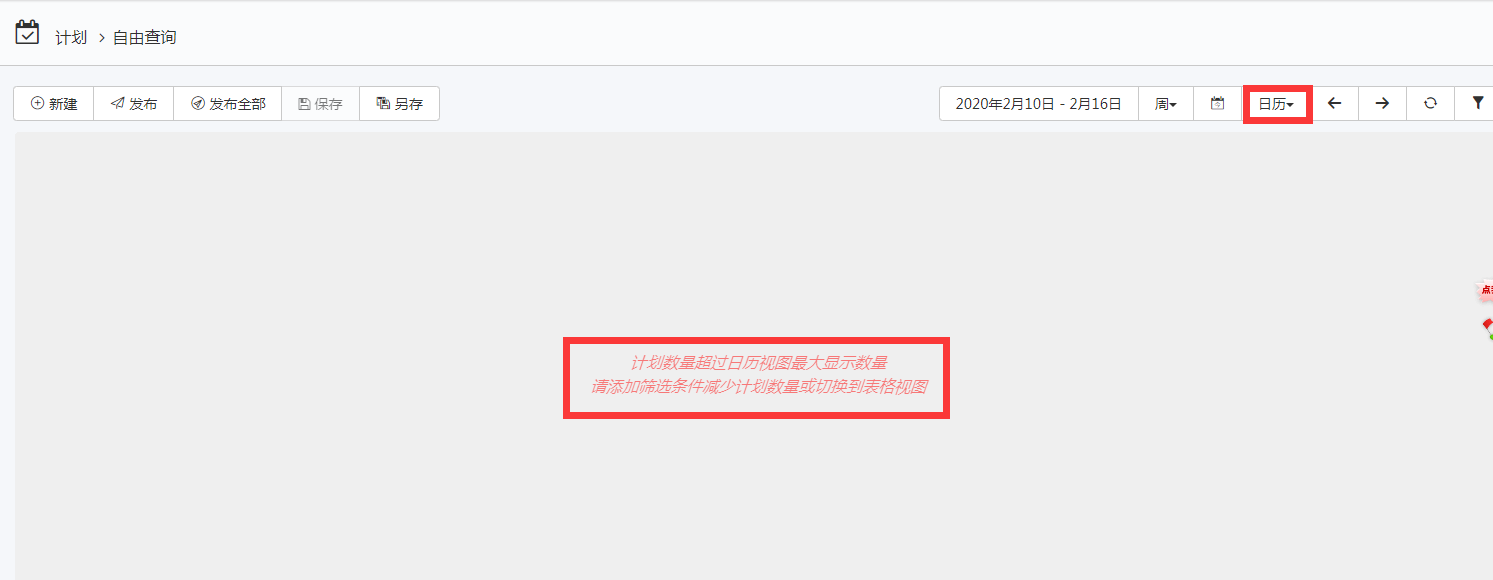 计划 > 自由查询
新建 发布 发布全部 保存 另存 2020年2月10日 - 2月16日 周 日历
计划数量超过日历视图最大显示数量
请添加筛选条件减少计划数量或切换到表格视图